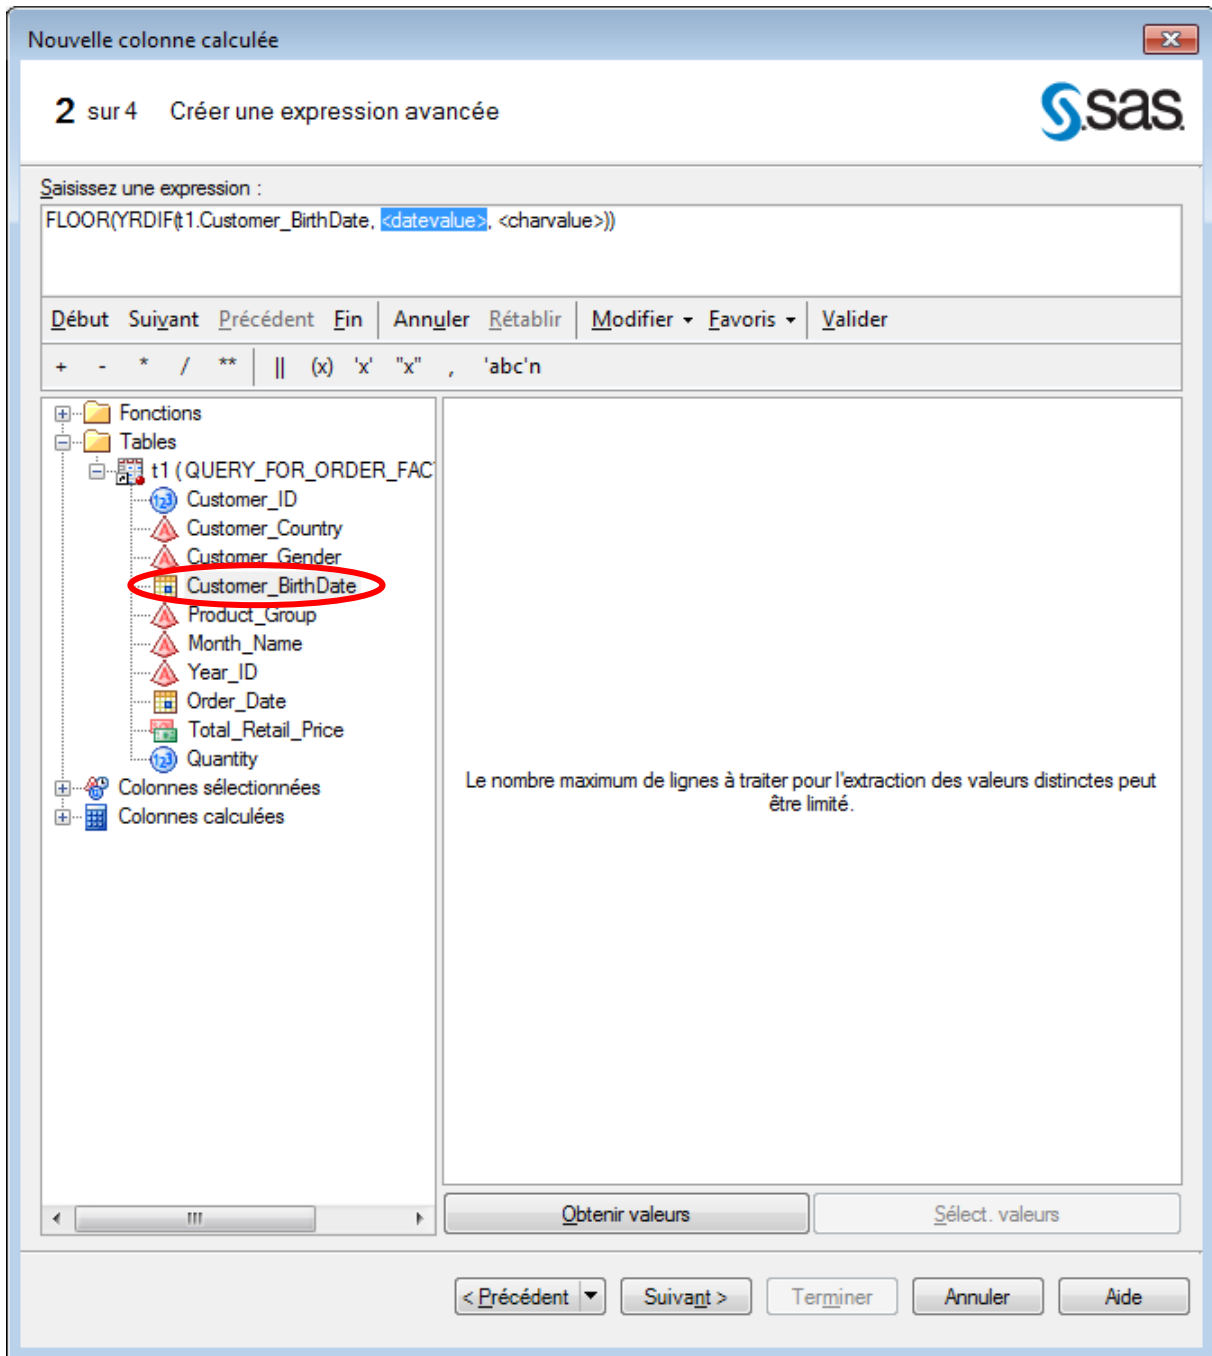 Nouvelle colonne calculée
2 sur 4 Créer une expression avancée
sas
Saisissez une expression :
FLOOR(YRDIF(t1.Customer_BirthDate, <datevalue>, <charvalue>))
Début Suivant Précédent Fin Annuler Rétablir Modifier Favoris Valider
+ - * / ** || (x) 'x' "x" , 'abc'n
Fonctions
Tables
t1 (QUERY_FOR_ORDER_FAC
Customer_ID
Customer_Country
Customer_Gender
Customer_BirthDate
Product_Group
Month_Name
Year_ID
Order_Date
Total_Retail_Price
Quantity
Colonnes sélectionnées
Colonnes calculées
Le nombre maximum de lignes à traiter pour l'extraction des valeurs distinctes peut
être limité.
Obtenir valeurs Sélect. valeurs
< Précédent Suivant > Terminer Annuler Aide